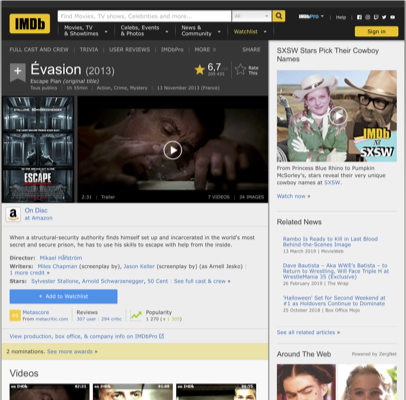 IMDb
Find Movies, TV shows, Celebrities and more...
All
Movies, TV & Showtimes
Celebs, Events & Photos
News & Community
Watchlist
IMDbPro
Help
Sign in
FULL CAST AND CREW | TRIVIA | USER REVIEWS | IMDbPro | MORE
SHARE
Évasion (2013)
Escape Plan (original title)
Tous publics | 1h 55min | Action, Crime, Mystery | 13 November 2013 (France)
6,7
Rate This
ESCAPE
2:31 | Trailer
7 VIDEOS | 34 IMAGES
On Disc
at Amazon
When a structural-security authority finds himself set up and incarcerated in the world's most
secret and secure prison, he has to use his skills to escape with help from the inside.
Director: Mikael Håfström
Writers: Miles Chapman (screenplay by), Jason Keller (screenplay by) (as Arnell Jesko) |
1 more credit »
Stars: Sylvester Stallone, Arnold Schwarzenegger, 50 Cent | See full cast & crew »
+ Add to Watchlist
Metascore
From metacritic.com
Reviews
307 user | 294 critic
Popularity
View production, box office, & company info on IMDbPro
2 nominations. See more awards »
Videos
SXSW Stars Pick Their Cowboy
Names
IMDb
at
SXSW
From Princess Blue Rhino to Pumpkin
McSorley's, stars reveal their very unique
cowboy names at SXSW.
Watch now »
Related News
Rambo Is Ready to Kill in Last Blood
Behind-the-Scenes Image
13 March 2019 | MovieWeb
Dave Bautista – Aka WWE's Batista – to
Return to Wrestling, Will Face Triple H at
WrestleMania 35 (Exclusive)
26 February 2019 | The Wrap
'Halloween' Set for Second Weekend at
#1 as Holdovers Continue to Dominate
25 October 2018 | Box Office Mojo
See all related articles »
Around The Web
Powered by ZergNet